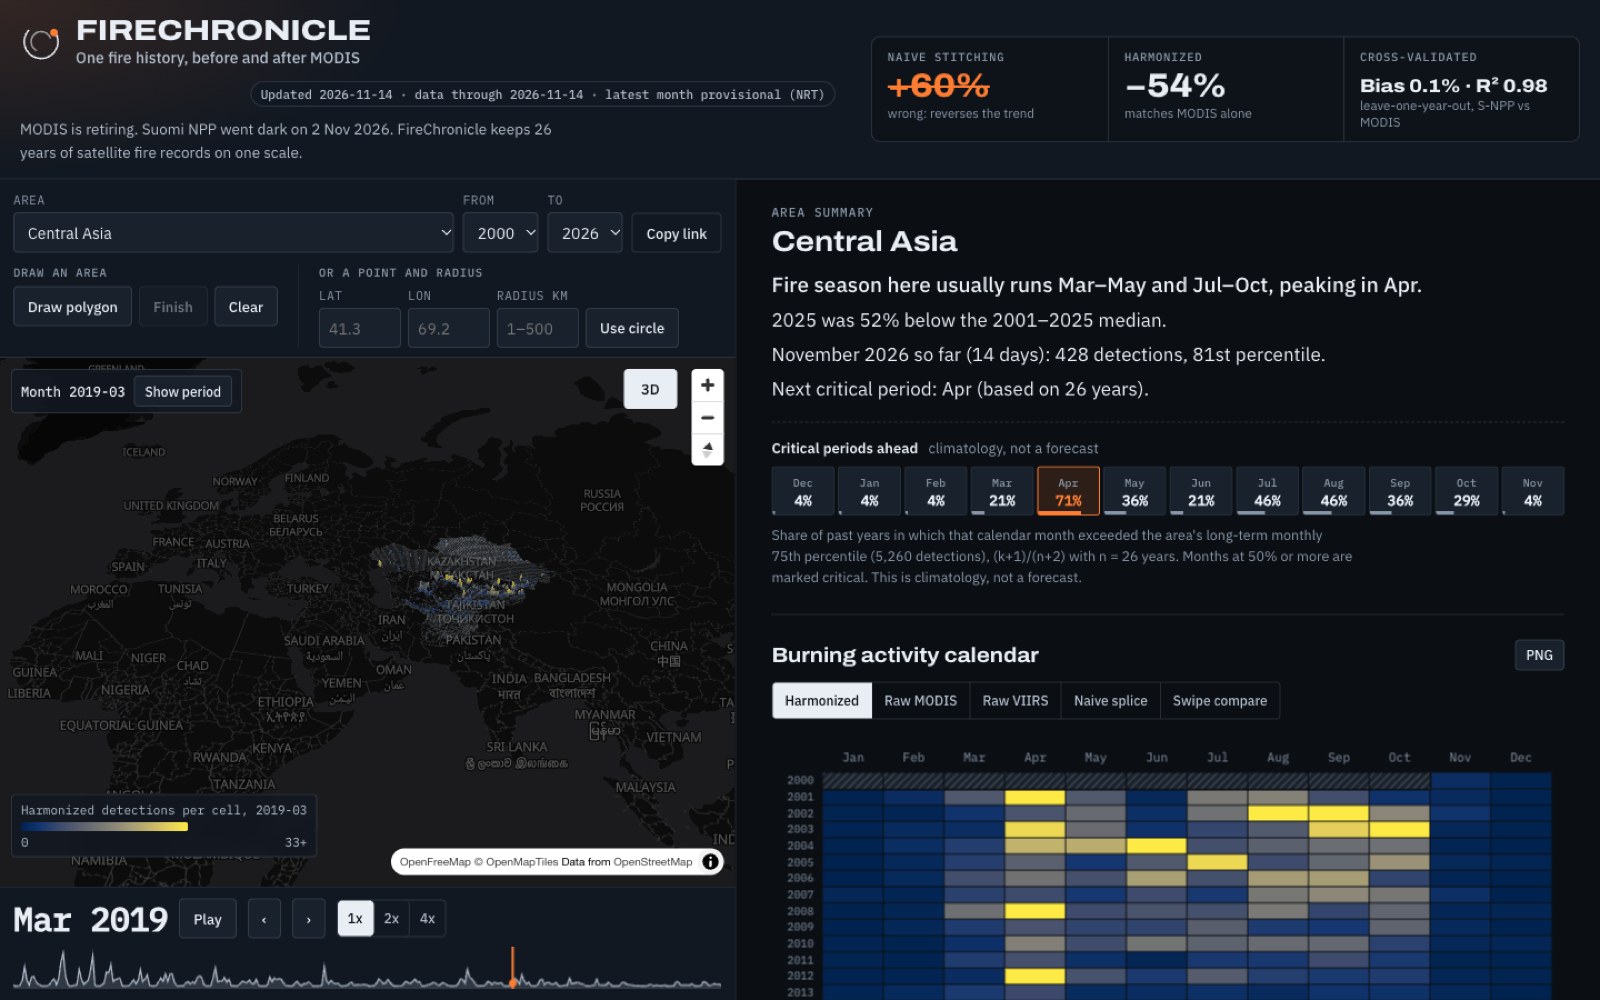 FIRECHRONICLE
One fire history, before and after MODIS
Updated 2026-11-14 · data through 2026-11-14 · latest month provisional (NRT)
MODIS is retiring. Suomi NPP went dark on 2 Nov 2026. FireChronicle keeps 26
years of satellite fire records on one scale.
NAIVE STITCHING
+60%
wrong: reverses the trend
HARMONIZED
−54%
matches MODIS alone
CROSS-VALIDATED
Bias 0.1% · R² 0.98
leave-one-year-out, S-NPP vs
MODIS
AREA
FROM
TO
Central Asia
2000
2026
Copy link
DRAW AN AREA
Draw polygon
Finish
Clear
OR A POINT AND RADIUS
LAT
LON
RADIUS KM
41.3
69.2
1–500
Use circle
GREENLAND
Month 2019-03
Show period
3D
ICELAND
NORWAY
FINLAND
RUSSIA
РОССИЯ
UNITED KINGDOM
BELARUS
БЕЛАРУСЬ
FRANCE
AUSTRIA
ITALY
SPAIN
KAZAKHSTAN
MOROCCO
المغرب
TUNISIA
تونس
TURKEY
MONGOLIA
МОНГОЛ УЛС
TAJIKISTAN
ТОҶИКИСТОН
IRAN
ایران
SAUDI ARABIA
السعودية
PAKISTAN
پاکستان
CHINA
中国
MALI
NIGER
CHAD
تشاد
OMAN
عمان
GUINEA
LIBERIA
NIGERIA
YEMEN
اليمن
INDIA
भारत
BANGLADESH
বাংলাদেশ
ETHIOPIA
ኢትዮጵያ
EQUATORIAL GUINEA
MYANMAR
မြန်မာ
VIETNAM
KENYA
RWANDA
SRI LANKA
ශ්‍රී ලංකාව இலங்கை
TANZANIA
MALAYSIA
ANGOLA
NAMIBIA
MOZAMBIQUE
Harmonized detections per cell, 2019-03
0
33+
OpenFreeMap © OpenMapTiles Data from OpenStreetMap
Mar 2019
Play
‹
›
1x
2x
4x
AREA SUMMARY
Central Asia
Fire season here usually runs Mar–May and Jul–Oct, peaking in Apr.
2025 was 52% below the 2001–2025 median.
November 2026 so far (14 days): 428 detections, 81st percentile.
Next critical period: Apr (based on 26 years).
Critical periods ahead climatology, not a forecast
Dec Jan Feb Mar Apr May Jun Jul Aug Sep Oct Nov
4% 4% 4% 21% 71% 36% 21% 46% 46% 36% 29% 4%
Share of past years in which that calendar month exceeded the area's long-term monthly
75th percentile (5,260 detections), (k+1)/(n+2) with n = 26 years. Months at 50% or more are
marked critical. This is climatology, not a forecast.
Burning activity calendar
PNG
Harmonized
Raw MODIS
Raw VIIRS
Naive splice
Swipe compare
Jan Feb Mar Apr May Jun Jul Aug Sep Oct Nov Dec
2000
2001
2002
2003
2004
2005
2006
2007
2008
2009
2010
2011
2012
2013